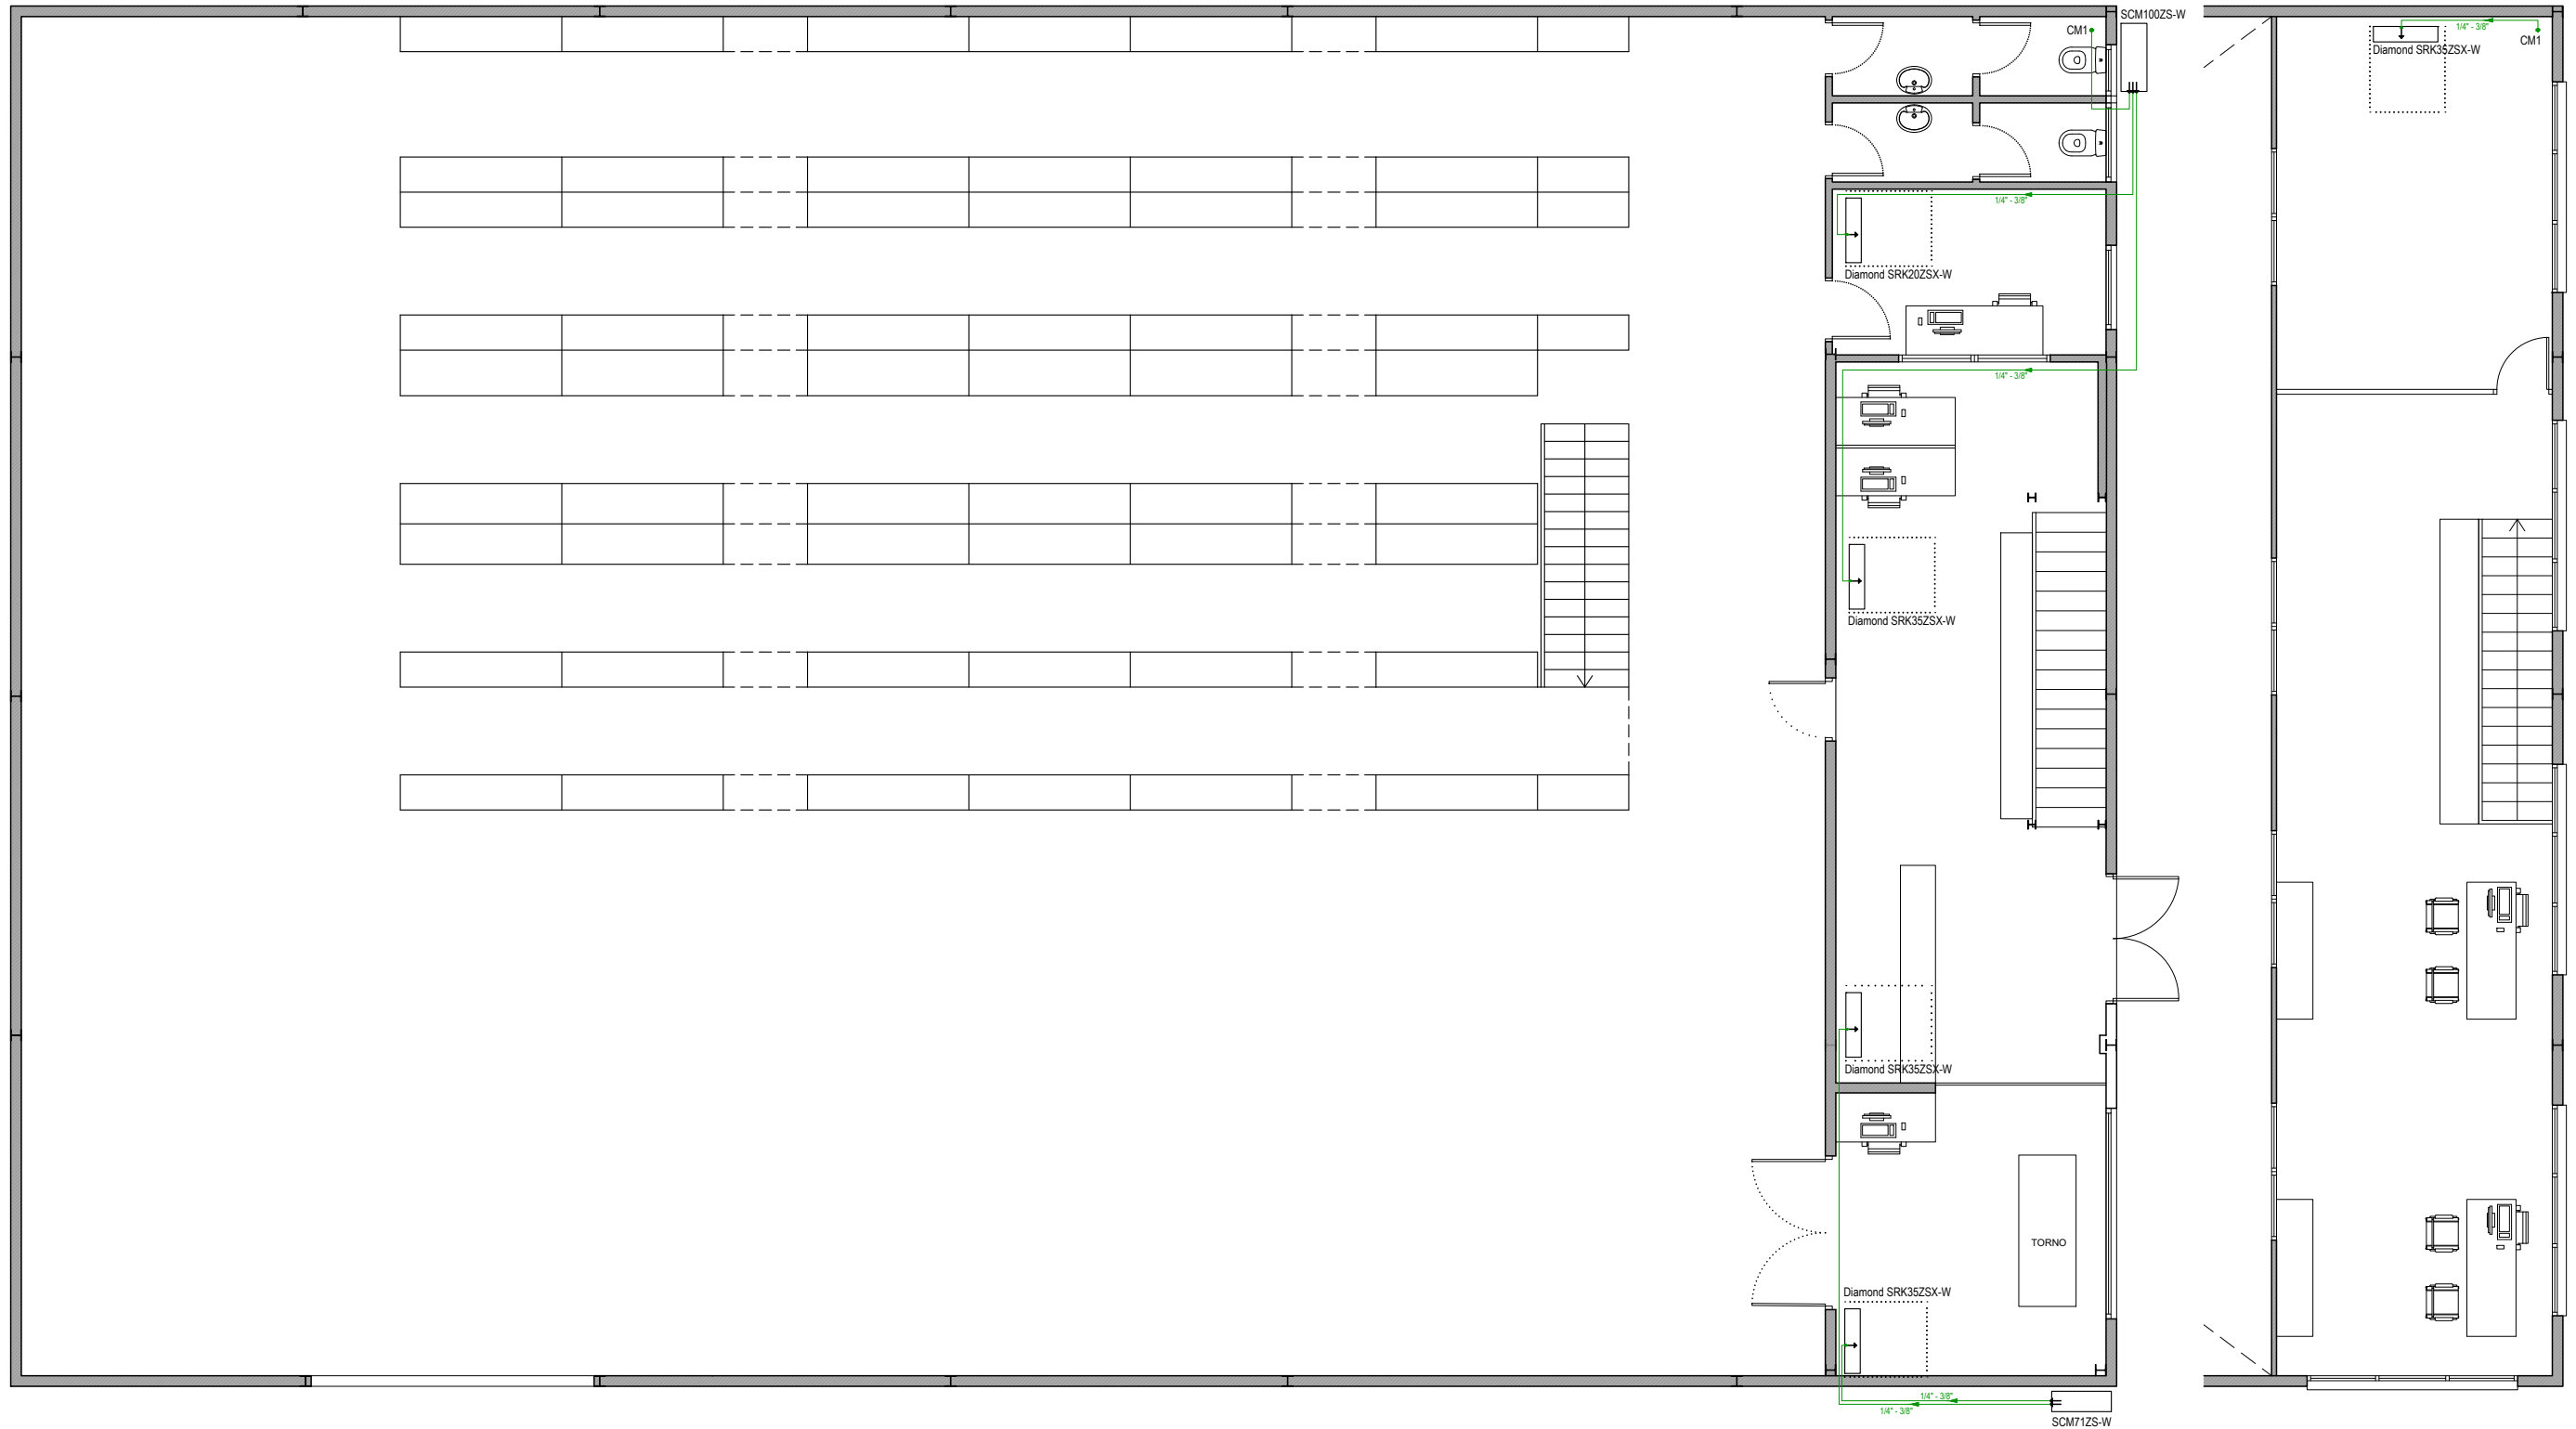 SCM100ZS-W
CM1
1/4" - 3/8"
CM1
Diamond SRK35ZSX-W
1/4" - 3/8"
Diamond SRK20ZSX-W
1/4" - 3/8"
Diamond SRK35ZSX-W
Diamond SRK35ZSX-W
TORNO
Diamond SRK35ZSX-W
1/4" - 3/8"
1/4" - 3/8"
SCM71ZS-W